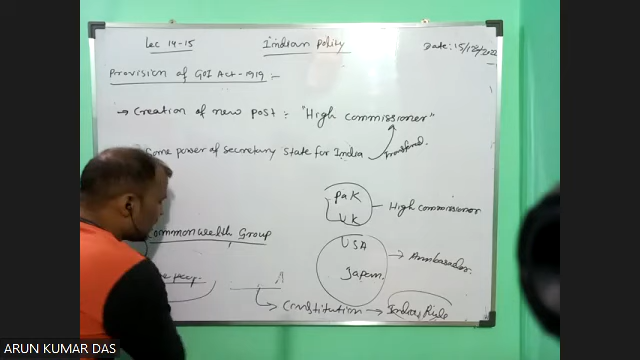 Lec 14-15
Indian Polity
Date: 15/12/2022
Provision of GOI Act-1919:-
→ Creation of new post :- "High commissioner"
Some power of secretary state for India
transferred.
Pak
UK
High commissioner
Commonwealth Group
USA
Japan
Ambasador
Constitution → Rule
ARUN KUMAR DAS